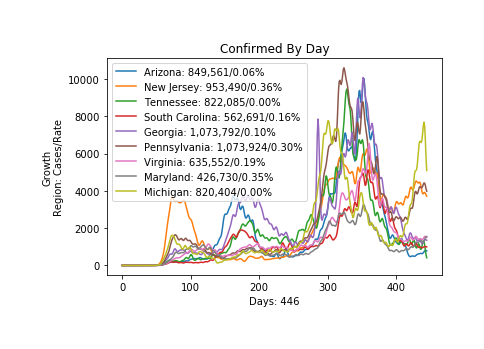 Confirmed By Day
Growth
Region: Cases/Rate
10000
8000
6000
4000
2000
0
Arizona: 849,561/0.06%
New Jersey: 953,490/0.36%
Tennessee: 822,085/0.00%
South Carolina: 562,691/0.16%
Georgia: 1,073,792/0.10%
Pennsylvania: 1,073,924/0.30%
Virginia: 635,552/0.19%
Maryland: 426,730/0.35%
Michigan: 820,404/0.00%
0 100 200 300 400
Days: 446